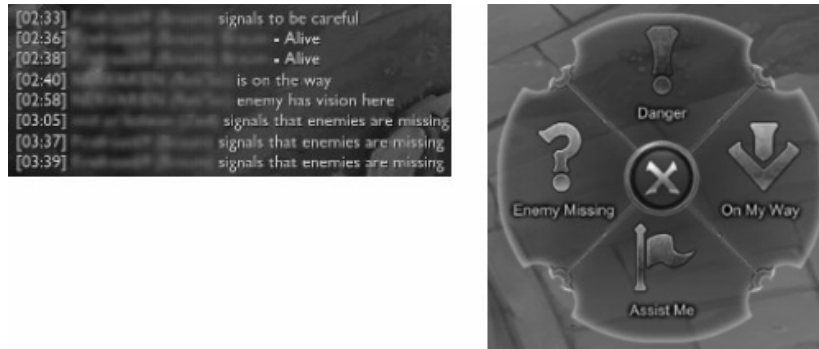 [02:33] signals to be careful
[02:36] - Alive
[02:38] - Alive
[02:40] is on the way
[02:58] enemy has vision here
[03:05] signals that enemies are missing
[03:37] signals that enemies are missing
[03:39] signals that enemies are missing
Danger
Enemy Missing
On My Way
Assist Me